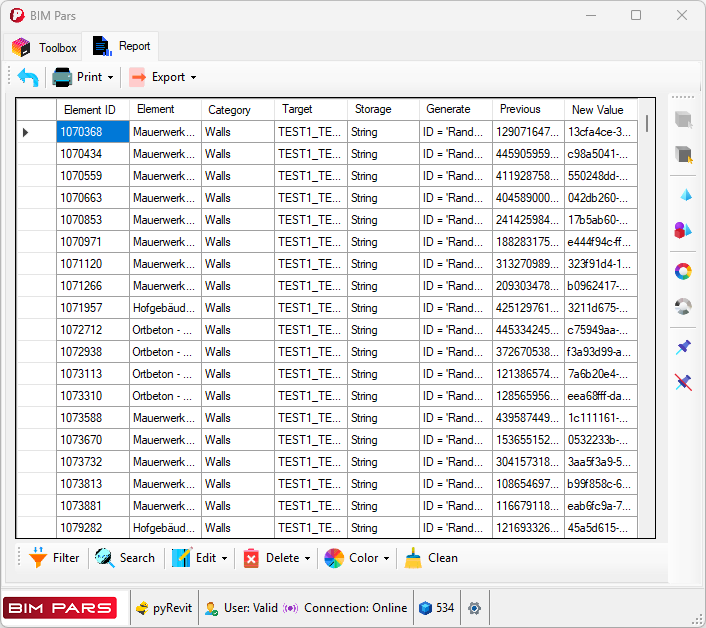 BIM Pars
Toolbox Report
Print Export
Element ID Element Category Target Storage Generate Previous New Value
1070368 Mauerwerk... Walls TEST1_TE... String ID = 'Rand... 129071647... 13cfa4ce-3...
1070434 Mauerwerk... Walls TEST1_TE... String ID = 'Rand... 445905959... c98a5041-...
1070559 Mauerwerk... Walls TEST1_TE... String ID = 'Rand... 411928758... 550248dd-...
1070663 Mauerwerk... Walls TEST1_TE... String ID = 'Rand... 404589000... 042db260-...
1070853 Mauerwerk... Walls TEST1_TE... String ID = 'Rand... 241425984... 17b5ab60-...
1070971 Mauerwerk... Walls TEST1_TE... String ID = 'Rand... 188283175... e444f94c-ff...
1071120 Mauerwerk... Walls TEST1_TE... String ID = 'Rand... 313270989... 323f91d4-1...
1071266 Mauerwerk... Walls TEST1_TE... String ID = 'Rand... 209303478... b0962417-...
1071957 Hofgebäud... Walls TEST1_TE... String ID = 'Rand... 425129761... 3211d675-...
1072712 Ortbeton - ... Walls TEST1_TE... String ID = 'Rand... 445334245... c75949aa-...
1072938 Ortbeton - ... Walls TEST1_TE... String ID = 'Rand... 372670538... f3a93d99-a...
1073113 Ortbeton - ... Walls TEST1_TE... String ID = 'Rand... 121386574... 7a6b20e4-...
1073310 Ortbeton - ... Walls TEST1_TE... String ID = 'Rand... 128565956... eea68fff-da...
1073588 Mauerwerk... Walls TEST1_TE... String ID = 'Rand... 439587449... 1c111161-...
1073670 Mauerwerk... Walls TEST1_TE... String ID = 'Rand... 153655152... 0532233b-...
1073732 Mauerwerk... Walls TEST1_TE... String ID = 'Rand... 304157318... 3aa5f3a9-5...
1073813 Mauerwerk... Walls TEST1_TE... String ID = 'Rand... 108654697... b99f858c-6...
1073881 Mauerwerk... Walls TEST1_TE... String ID = 'Rand... 116679118... eab6fc9a-7...
1079282 Hofgebäud... Walls TEST1_TE... String ID = 'Rand... 121693326... 45a5d615-...
Filter Search Edit Delete Color Clean
BIM PARS pyRevit User: Valid Connection: Online 534